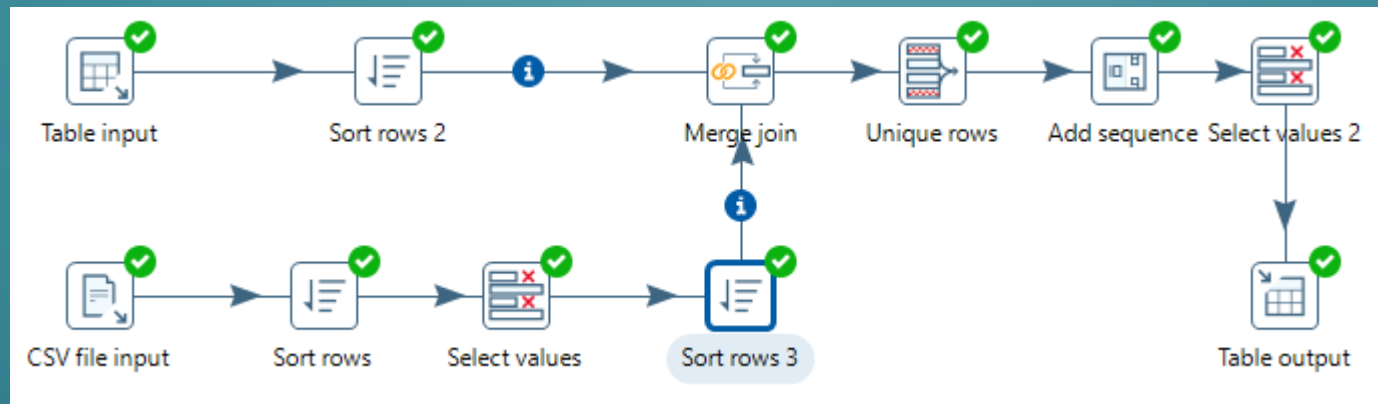 Table input
Sort rows 2
Merge join
Unique rows
Add sequence
Select values 2
CSV file input
Sort rows
Select values
Sort rows 3
Table output